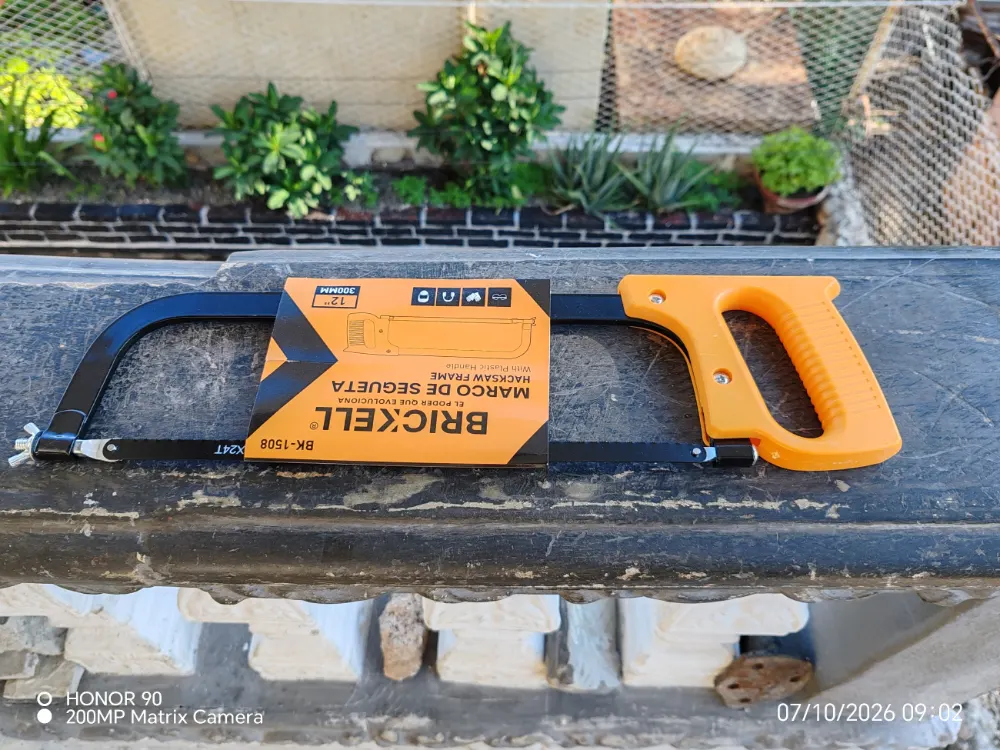 BRICKELL®
EL PODER QUE EVOLUCIONA
MARCO DE SEGUETA
HACKSAW FRAME
With Plastic Handle
BK-1508
12"
300MM
X24T
HONOR 90
200MP Matrix Camera
07/10/2026 09:02